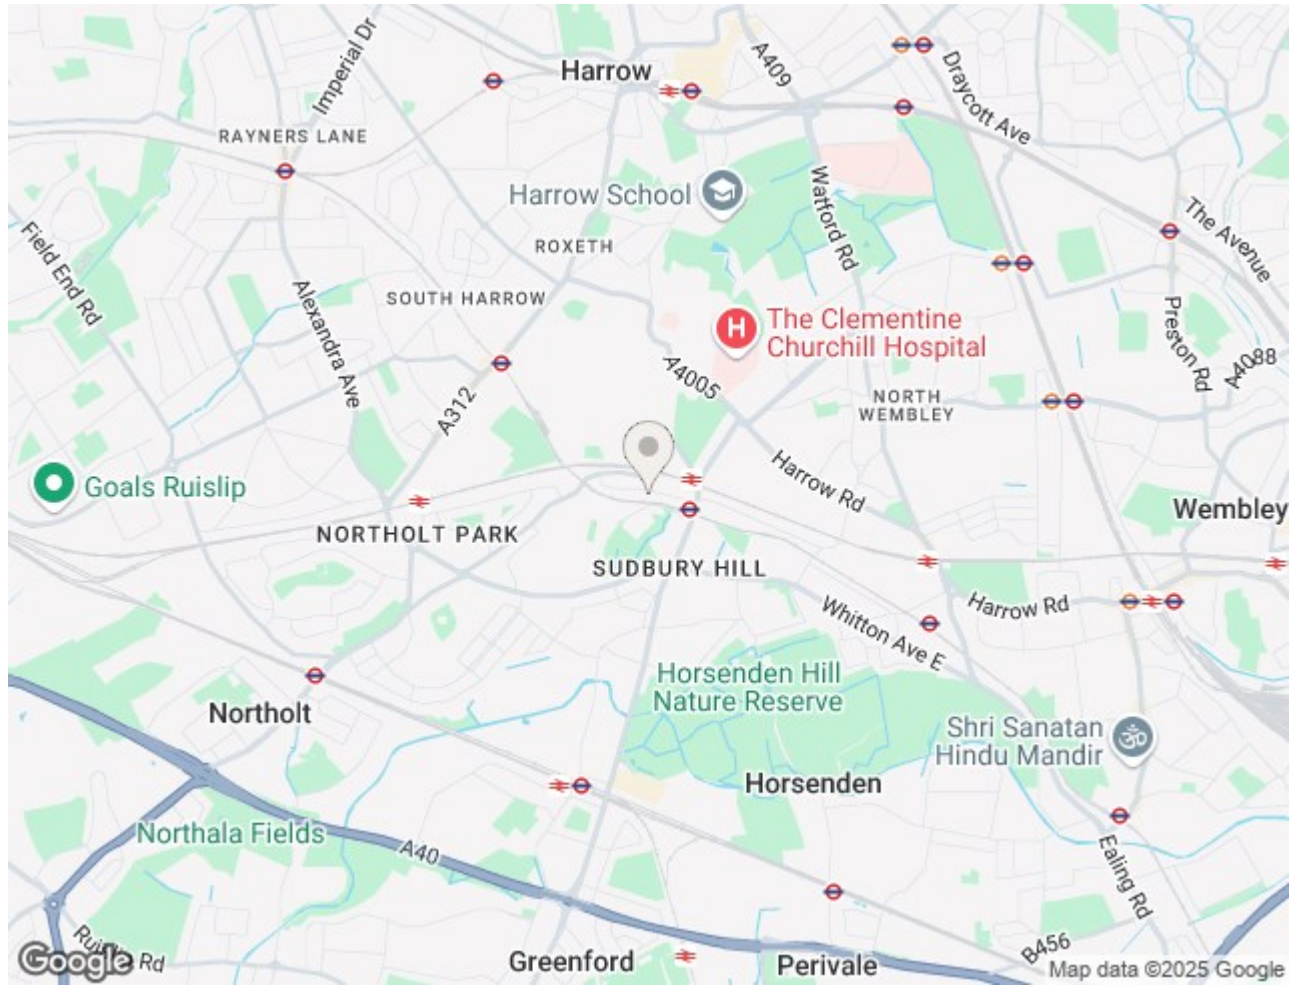 Imperial Dr
A409
Draycott Ave
Harrow
RAYNERS LANE
Harrow School
Watford Rd
The Avenue
Field End Rd
ROXETH
SOUTH HARROW
Alexandra Ave
H
The Clementine
Churchill Hospital
Preston Rd
A4088
A4005
A312
NORTH
WEMBLEY
Harrow Rd
Goals Ruislip
Wembley
NORTHOLT PARK
SUDBURY HILL
Harrow Rd
Whitton Ave E
Horsenden Hill
Nature Reserve
Northolt
Shri Sanatan
Hindu Mandir
ॐ
Horsenden
Northala Fields
A40
Ealing Rd
Greenford
Perivale
B456
Google
Map data ©2025 Google